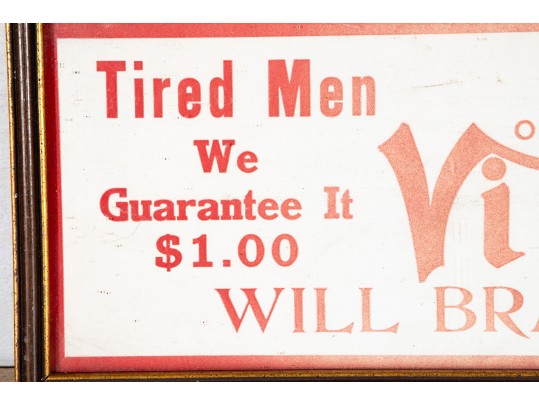 Tired Men
We
Guarantee It
$1.00
WILL